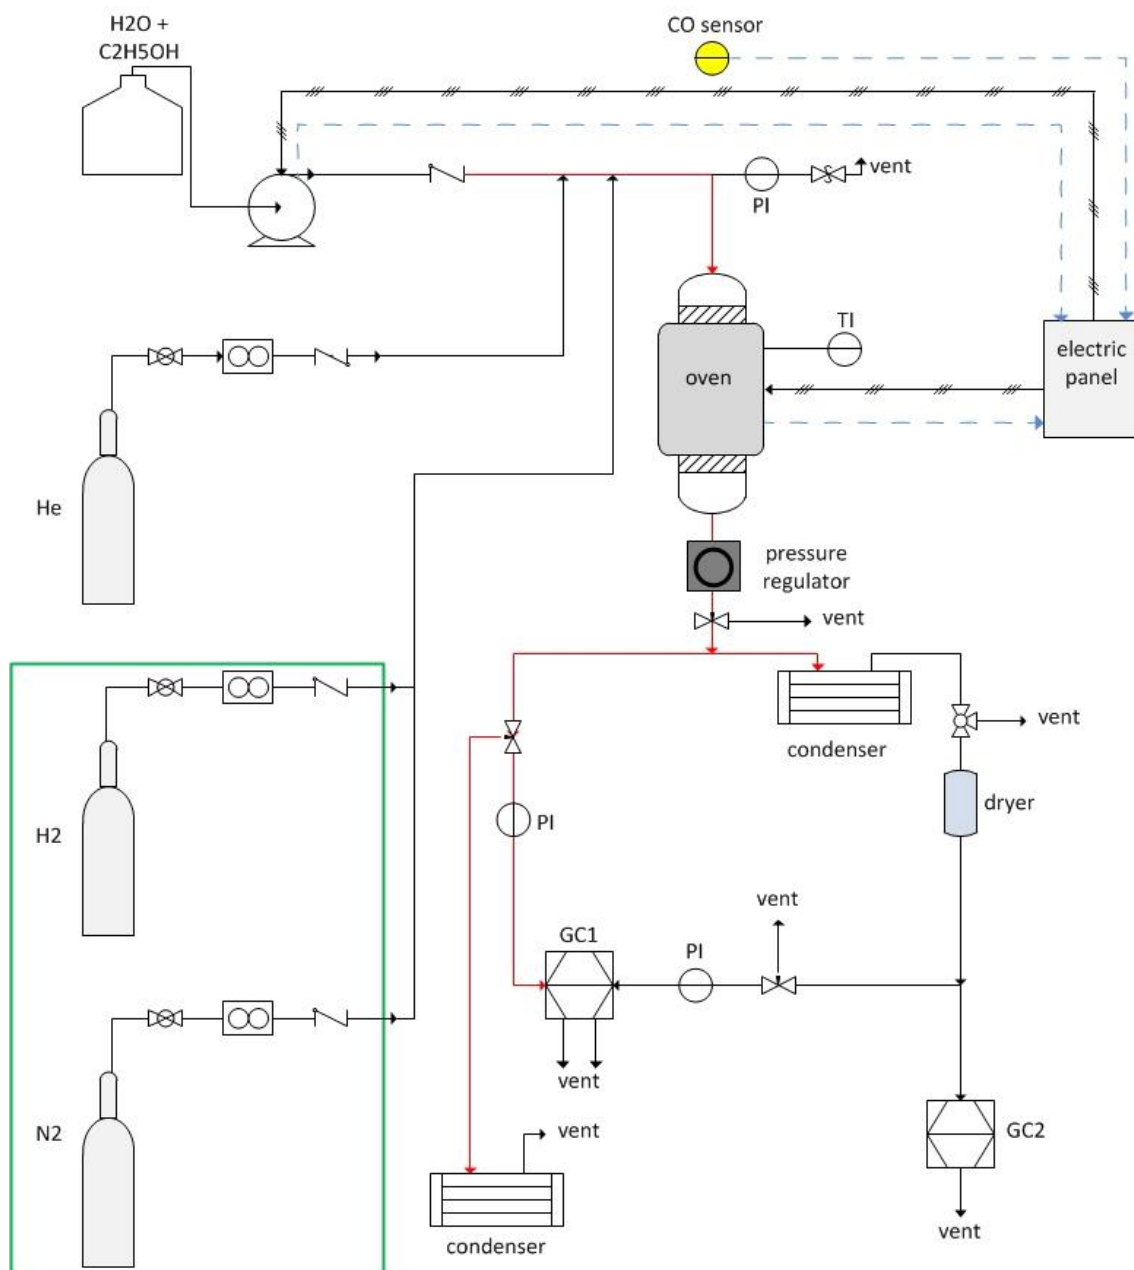 H2O +
C2H5OH
CO sensor
vent
PI
TI
electric
panel
oven
He
pressure
regulator
vent
vent
condenser
H2
PI
dryer
vent
GC1
PI
vent
N2
vent
GC2
condenser
vent